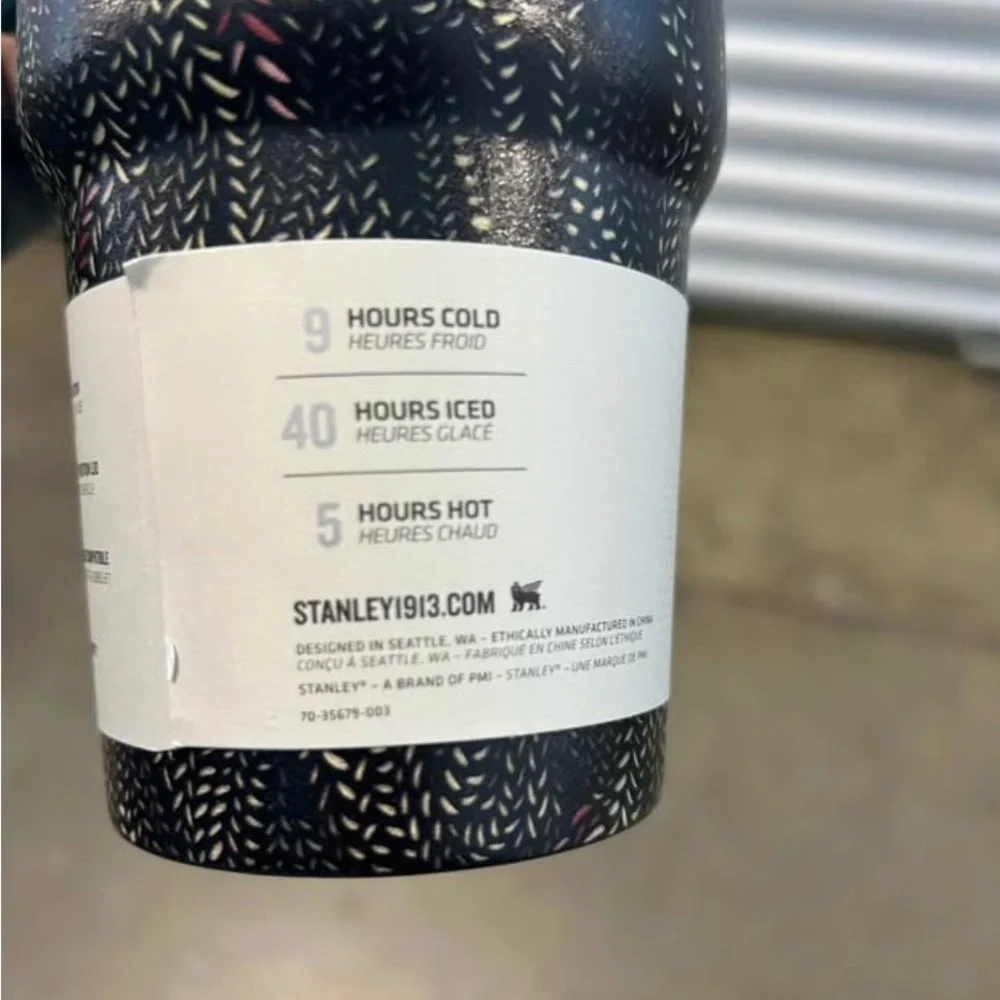 9 HOURS COLD
HEURES FROID
40 HOURS ICED
HEURES GLACÉ
5 HOURS HOT
HEURES CHAUD
STANLEY1913.COM
DESIGNED IN SEATTLE, WA – ETHICALLY MANUFACTURED IN CHINA
CONÇU À SEATTLE, WA – FABRIQUÉ EN CHINE SELON L'ÉTHIQUE
STANLEY® – A BRAND OF PMI – STANLEY® – UNE MARQUE DE PMI
70-35679-003